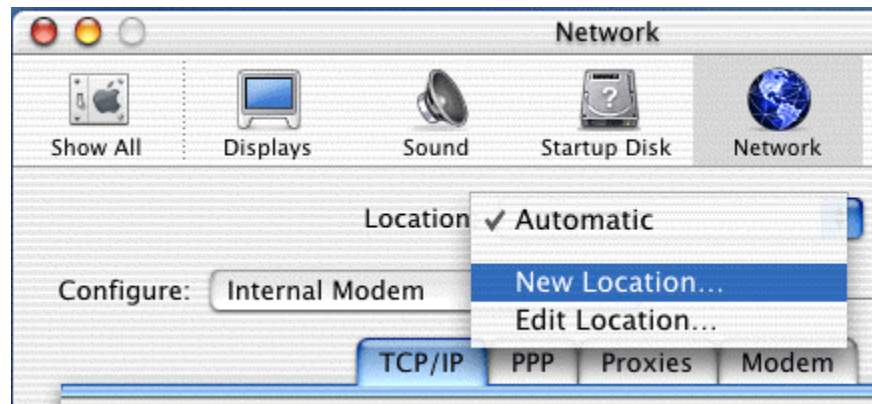 Network
Show All Displays Sound Startup Disk Network
Location Automatic
New Location...
Configure: Internal Modem
Edit Location...
TCP/IP PPP Proxies Modem